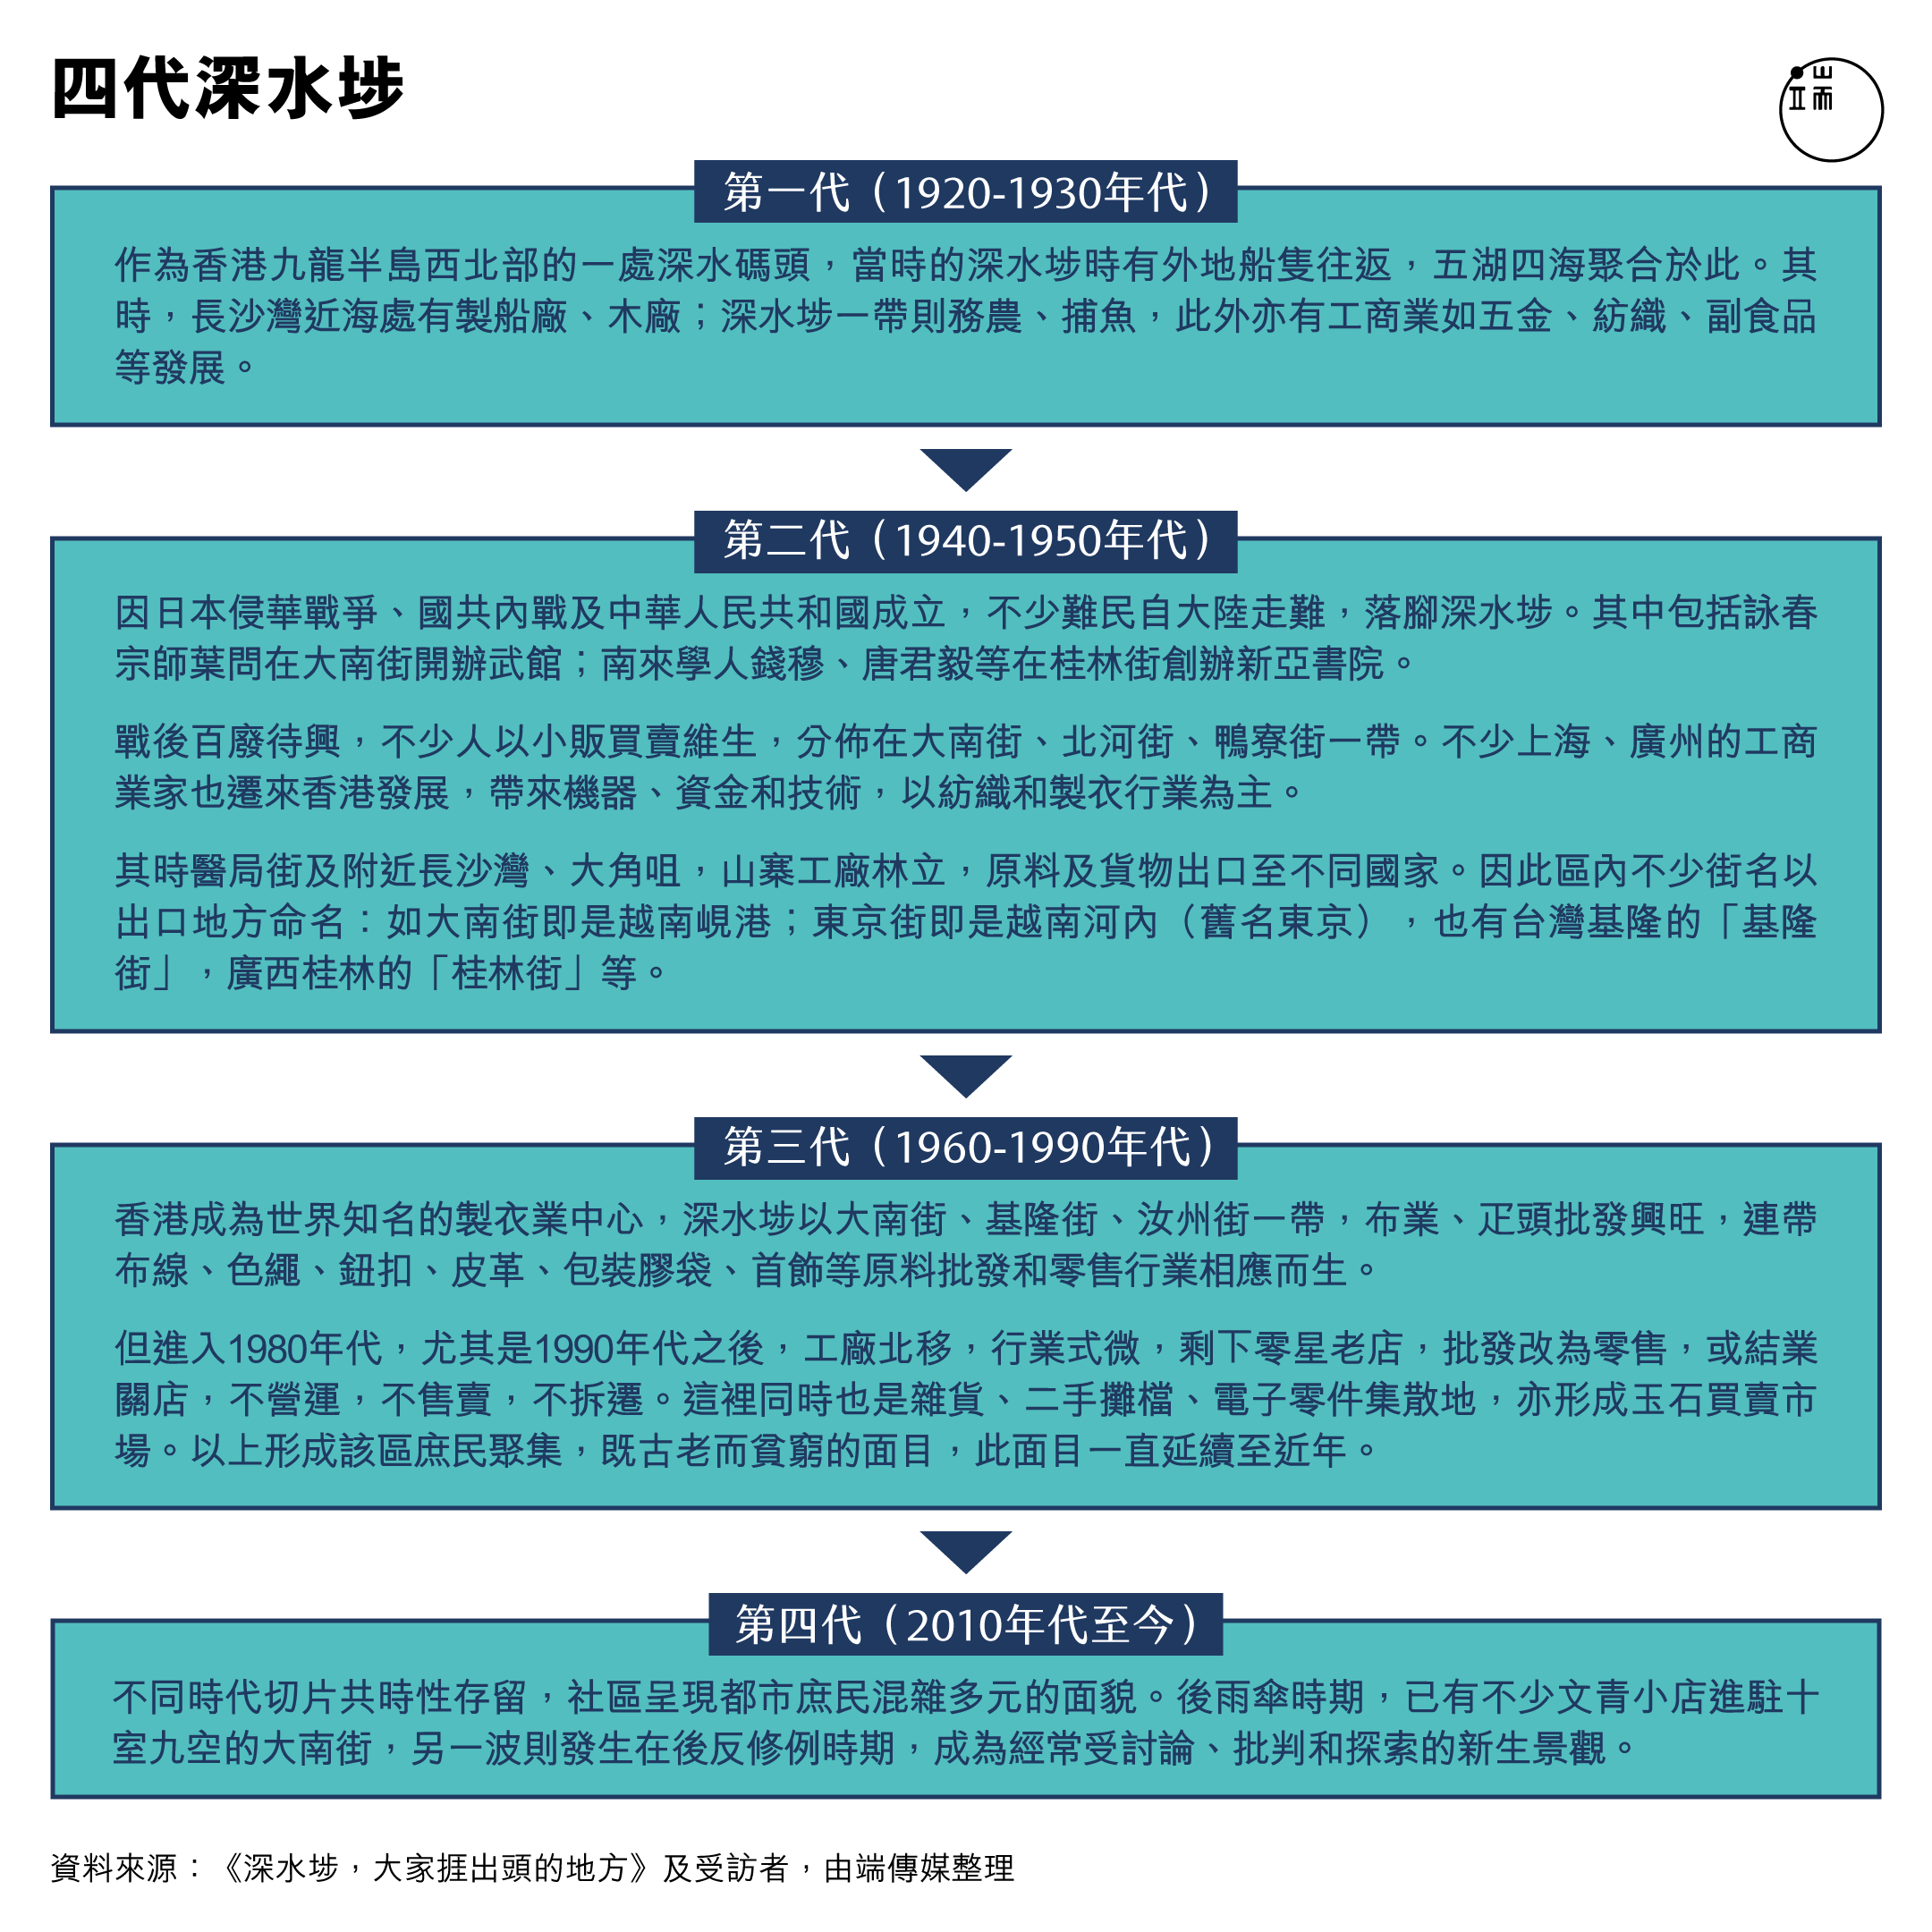 四代深水埗
端
第一代（1920-1930年代）
作為香港九龍半島西北部的一處深水碼頭，當時的深水埗時有外地船隻往返，五湖四海聚合於此。其
時，長沙灣近海處有製船廠、木廠；深水埗一帶則務農、捕魚，此外亦有工商業如五金、紡織、副食品
等發展。
第二代（1940-1950年代）
因日本侵華戰爭、國共內戰及中華人民共和國成立，不少難民自大陸走難，落腳深水埗。其中包括詠春
宗師葉問在大南街開辦武館；南來學人錢穆、唐君毅等在桂林街創辦新亞書院。
戰後百廢待興，不少人以小販買賣維生，分佈在大南街、北河街、鴨寮街一帶。不少上海、廣州的工商
業家也遷來香港發展，帶來機器、資金和技術，以紡織和製衣行業為主。
其時醫局街及附近長沙灣、大角咀，山寨工廠林立，原料及貨物出口至不同國家。因此區內不少街名以
出口地方命名：如大南街即是越南峴港；東京街即是越南河內（舊名東京），也有台灣基隆的「基隆
街」，廣西桂林的「桂林街」等。
第三代（1960-1990年代）
香港成為世界知名的製衣業中心，深水埗以大南街、基隆街、汝州街一帶，布業、疋頭批發興旺，連帶
布線、色繩、鈕扣、皮革、包裝膠袋、首飾等原料批發和零售行業相應而生。
但進入1980年代，尤其是1990年代之後，工廠北移，行業式微，剩下零星老店，批發改為零售，或結業
關店，不營運，不售賣，不拆遷。這裡同時也是雜貨、二手攤檔、電子零件集散地，亦形成玉石買賣市
場。以上形成該區庶民聚集，既古老而貧窮的面目，此面目一直延續至近年。
第四代（2010年代至今）
不同時代切片共時性存留，社區呈現都市庶民混雜多元的面貌。後雨傘時期，已有不少文青小店進駐十
室九空的大南街，另一波則發生在後反修例時期，成為經常受討論、批判和探索的新生景觀。
資料來源：《深水埗，大家捱出頭的地方》及受訪者，由端傳媒整理